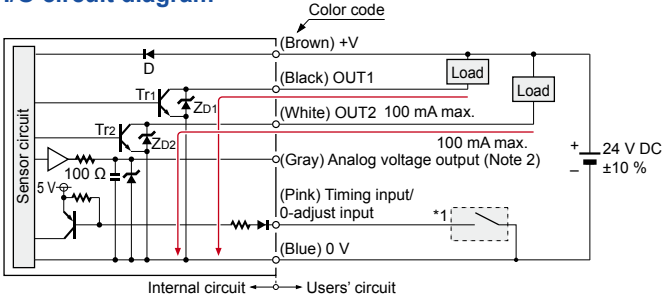 Color code
(Brown) +V
D
(Black) OUT1
Load
Load
Tr1
ZD1
(White) OUT2 100 mA max.
Tr2
ZD2
100 mA max.
Sensor circuit
(Gray) Analog voltage output (Note 2)
+ 24 V DC
– ±10 %
100 Ω
5 V
(Pink) Timing input/
0-adjust input
*1
(Blue) 0 V
Internal circuit
Users' circuit